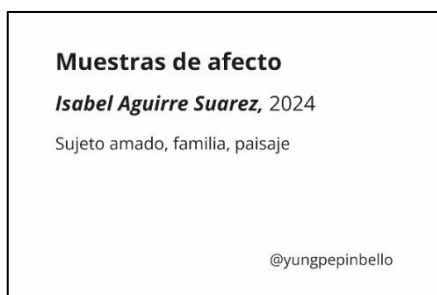 Muestras de afecto
Isabel Aguirre Suarez, 2024
Sujeto amado, familia, paisaje
@yungpepinbello